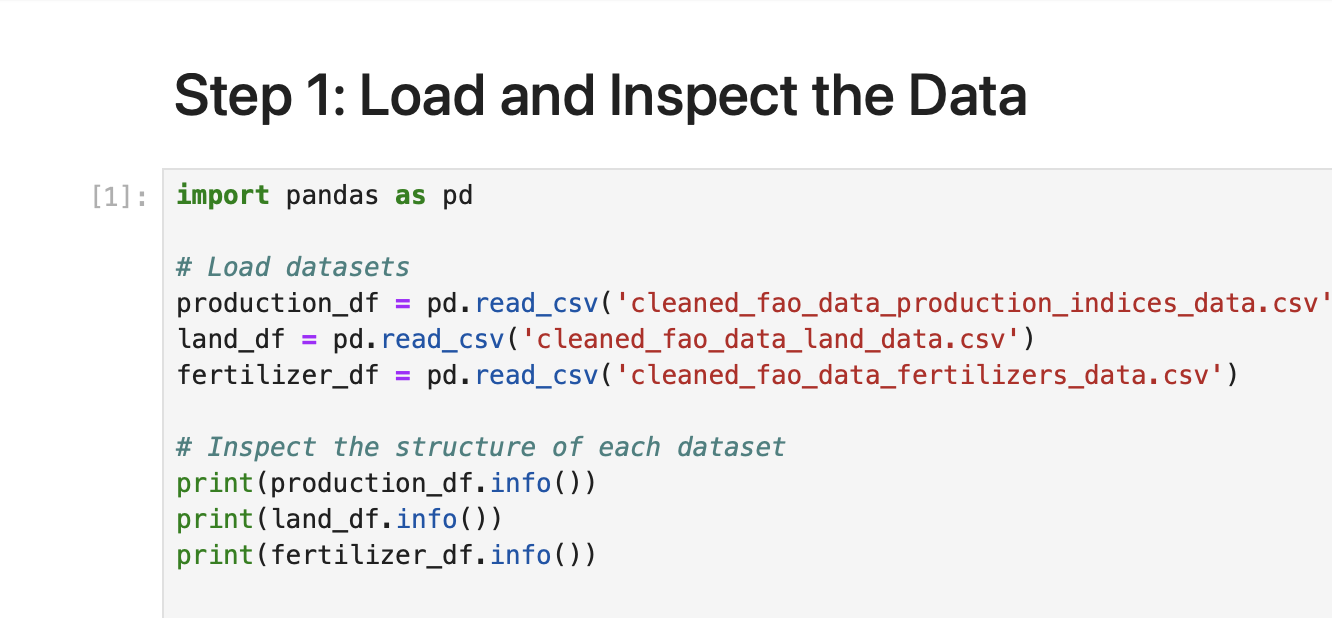 Step 1: Load and Inspect the Data
[1]: import pandas as pd
# Load datasets
production_df = pd.read_csv('cleaned_fao_data_production_indices_data.csv'
land_df = pd.read_csv('cleaned_fao_data_land_data.csv')
fertilizer_df = pd.read_csv('cleaned_fao_data_fertilizers_data.csv')
# Inspect the structure of each dataset
print(production_df.info())
print(land_df.info())
print(fertilizer_df.info())